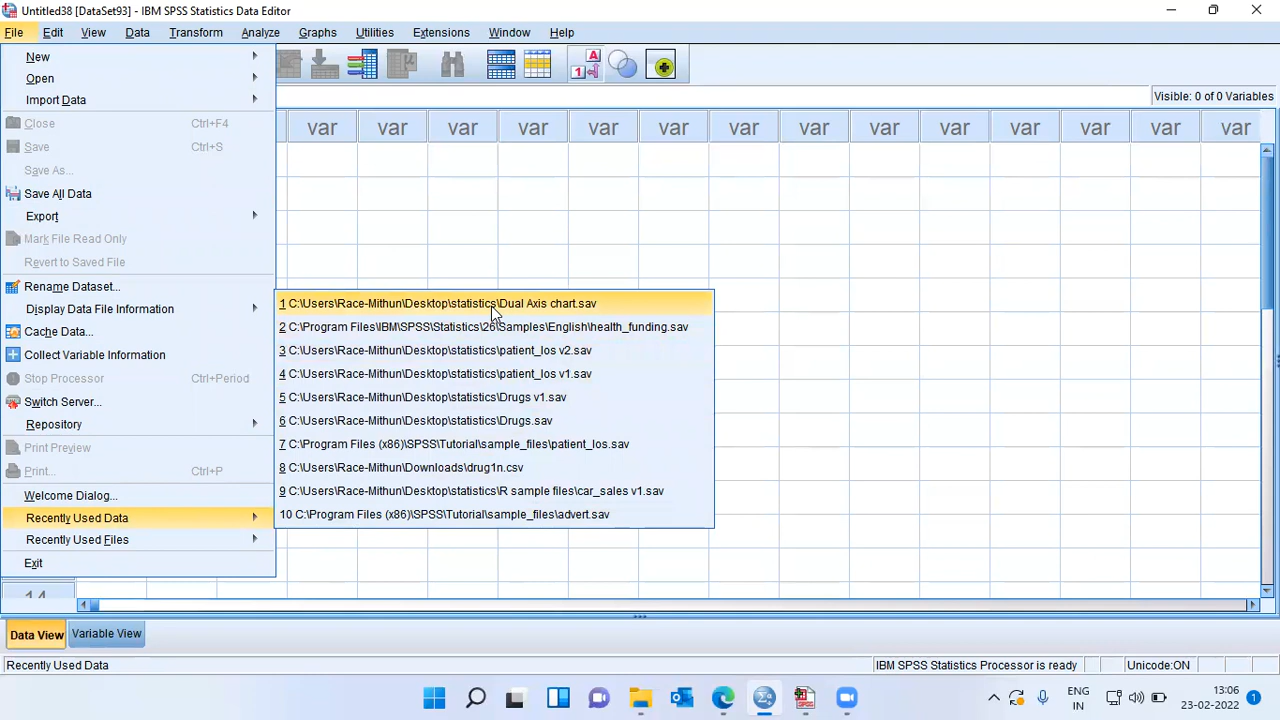 Untitled38 [DataSet93] - IBM SPSS Statistics Data Editor
File Edit View Data Transform Analyze Graphs Utilities Extensions Window Help
New
Open
Import Data
Close Ctrl+F4
Save Ctrl+S
Save As...
Save All Data
Export
Mark File Read Only
Revert to Saved File
Rename Dataset...
Display Data File Information
Cache Data...
Collect Variable Information
Stop Processor Ctrl+Period
Switch Server...
Repository
Print Preview
Print... Ctrl+P
Welcome Dialog...
Recently Used Data
Recently Used Files
Exit
Visible: 0 of 0 Variables
var var var var var var var var var var var var var var
1 C:\Users\Race-Mithun\Desktop\statistics\Dual Axis chart.sav
2 C:\Program Files\IBM\SPSS\Statistics\26\Samples\English\health_funding.sav
3 C:\Users\Race-Mithun\Desktop\statistics\patient_los v2.sav
4 C:\Users\Race-Mithun\Desktop\statistics\patient_los v1.sav
5 C:\Users\Race-Mithun\Desktop\statistics\Drugs v1.sav
6 C:\Users\Race-Mithun\Desktop\statistics\Drugs.sav
7 C:\Program Files (x86)\SPSS\Tutorial\sample_files\patient_los.sav
8 C:\Users\Race-Mithun\Downloads\drug1n.csv
9 C:\Users\Race-Mithun\Desktop\statistics\R sample files\car_sales v1.sav
10 C:\Program Files (x86)\SPSS\Tutorial\sample_files\advert.sav
14
Data View Variable View
Recently Used Data IBM SPSS Statistics Processor is ready Unicode:ON
ENG
IN
13:06
23-02-2022
1